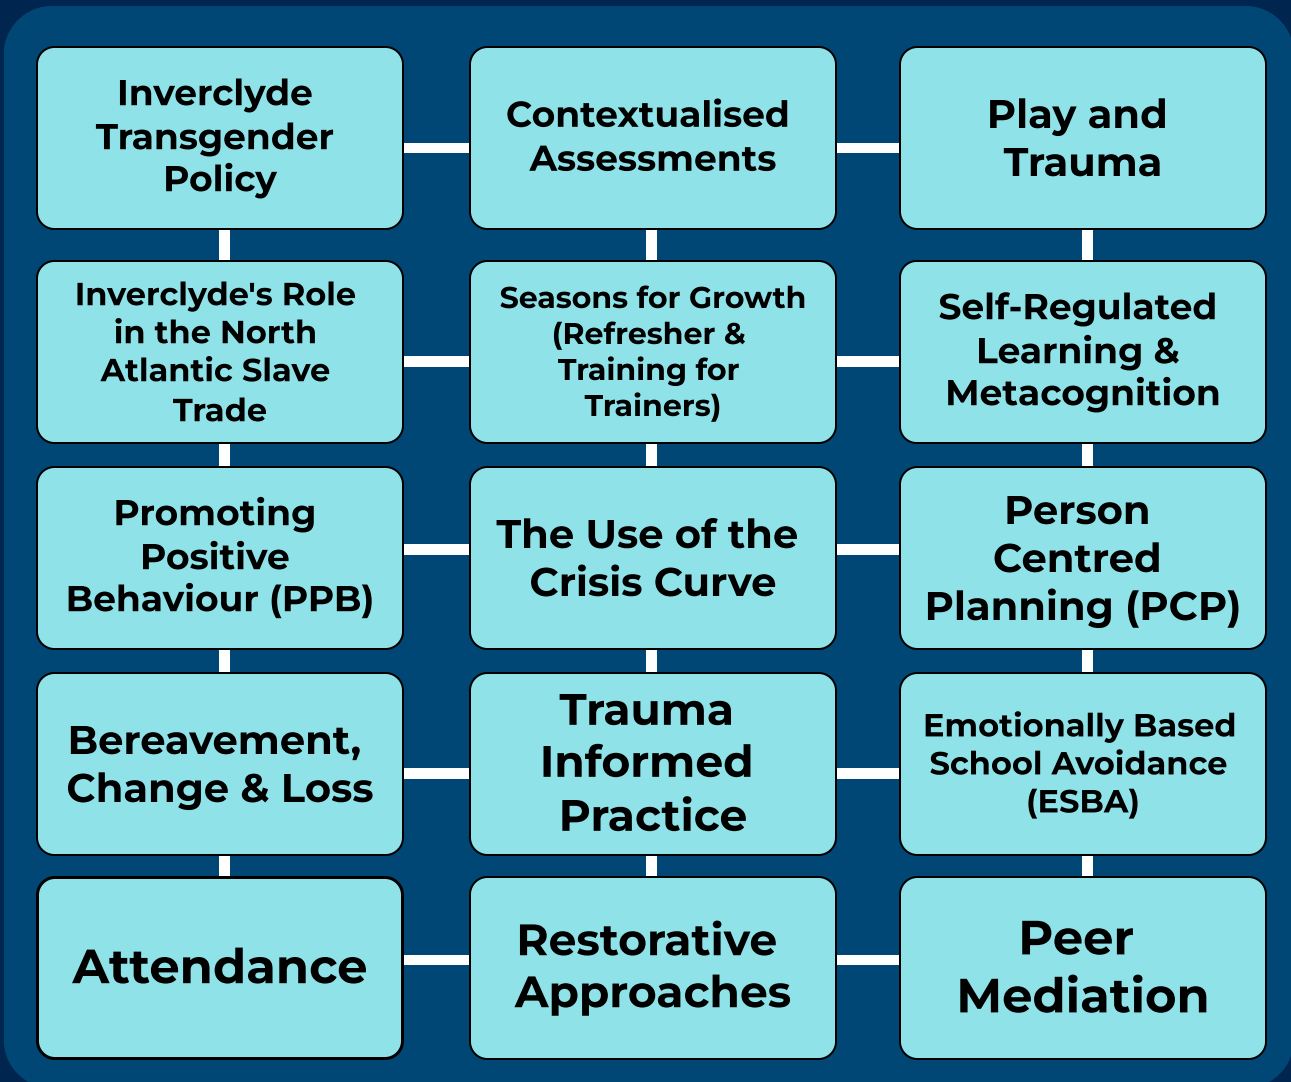 Inverclyde
Transgender
Policy
Contextualised
Assessments
Play and
Trauma
Inverclyde's Role
in the North
Atlantic Slave
Trade
Seasons for Growth
(Refresher &
Training for
Trainers)
Self-Regulated
Learning &
Metacognition
Promoting
Positive
Behaviour (PPB)
The Use of the
Crisis Curve
Person
Centred
Planning (PCP)
Bereavement,
Change & Loss
Trauma
Informed
Practice
Emotionally Based
School Avoidance
(ESBA)
Attendance
Restorative
Approaches
Peer
Mediation